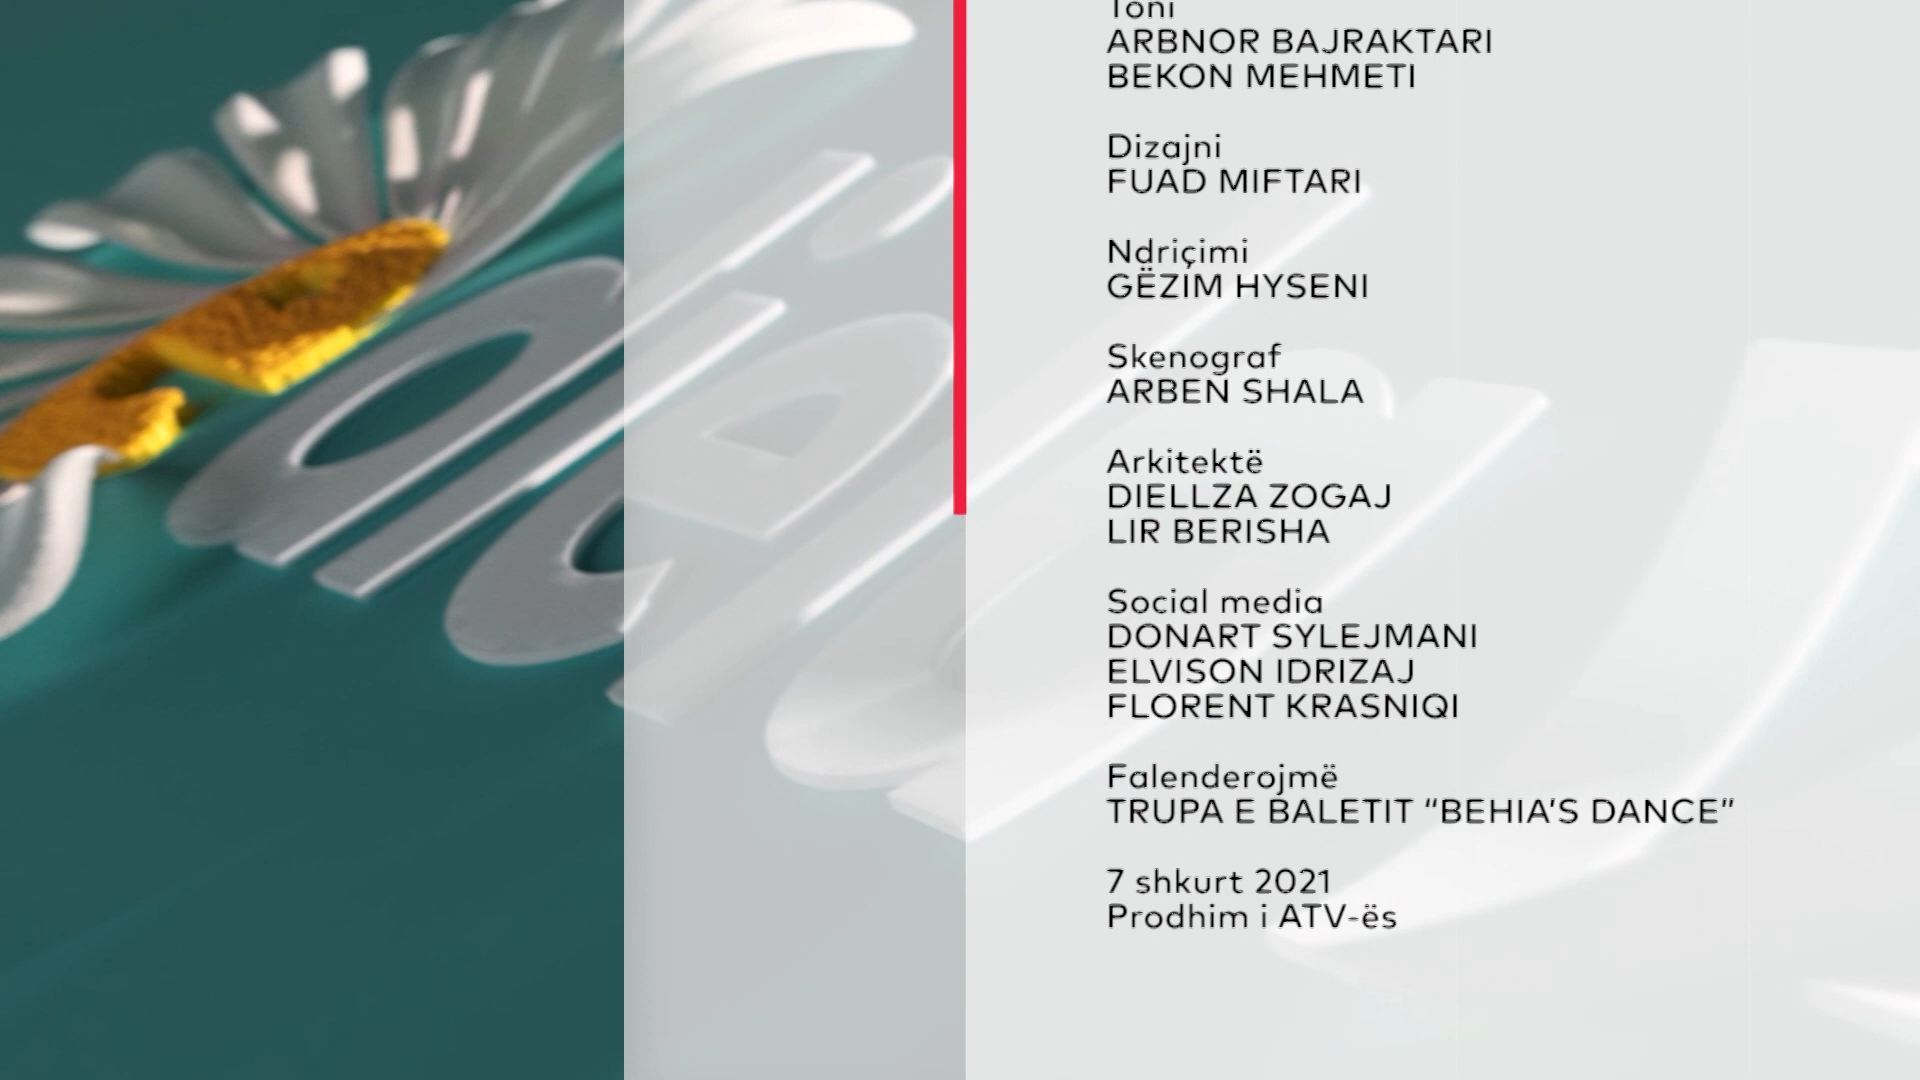 Toni
ARBNOR BAJRAKTARI
BEKON MEHMETI
Dizajni
FUAD MIFTARI
Ndriçimi
GËZIM HYSENI
Skenograf
ARBEN SHALA
Arkitektë
DIELLZA ZOGAJ
LIR BERISHA
Social media
DONART SYLEJMANI
ELVISON IDRIZAJ
FLORENT KRASNIQI
Falenderojmë
TRUPA E BALETIT “BEHIA’S DANCE”
7 shkurt 2021
Prodhim i ATV-ës